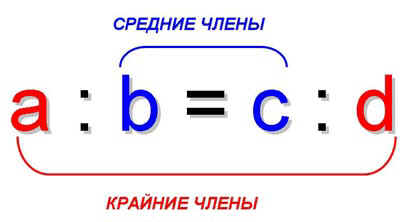 СРЕДНИЕ ЧЛЕНЫ
a : b = c : d
КРАЙНИЕ ЧЛЕНЫ